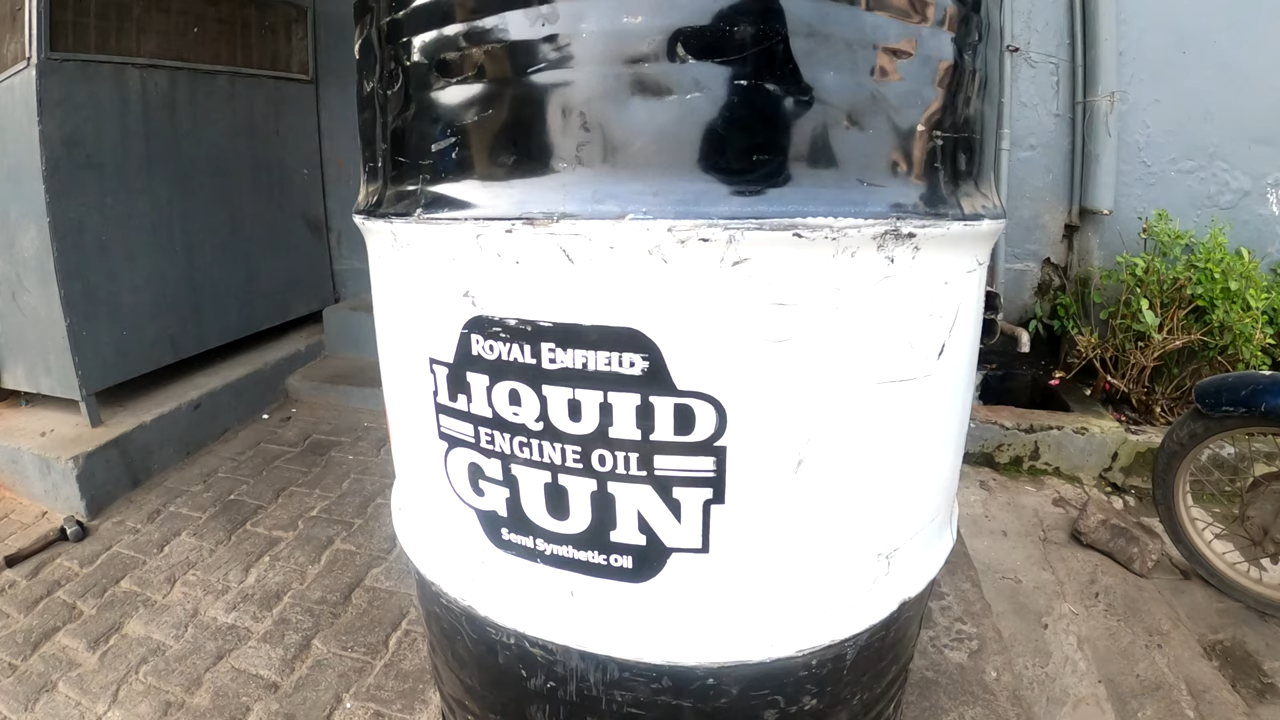 ROYAL ENFIELD
LIQUID
ENGINE OIL
GUN
Semi Synthetic Oil